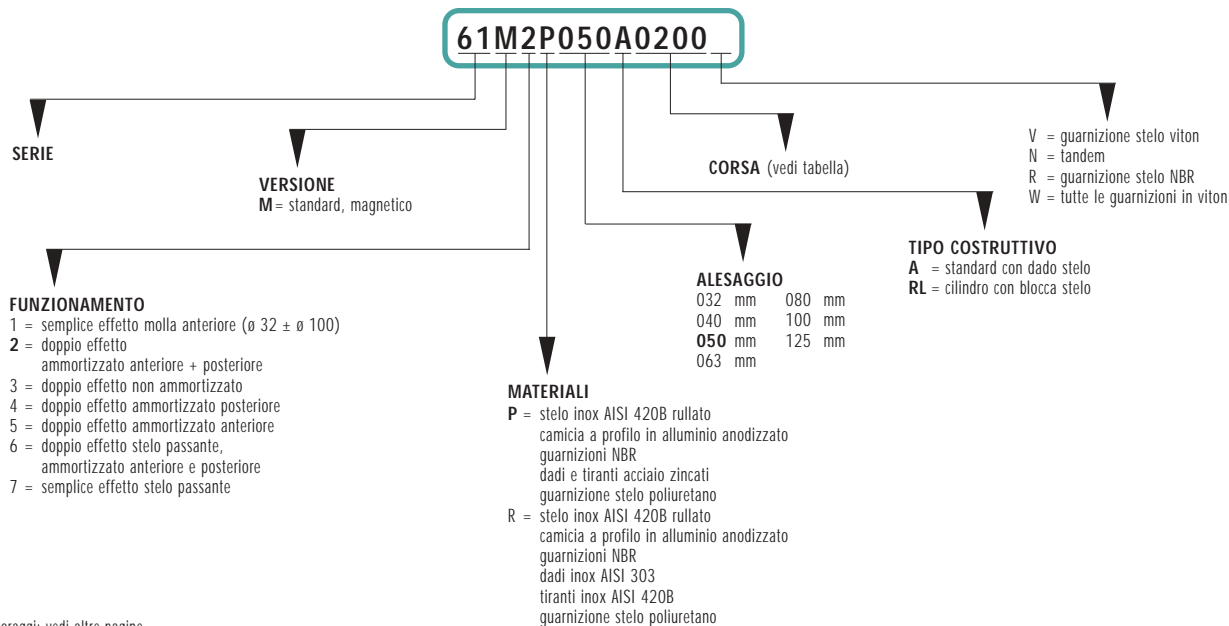 61M2P050A0200
SERIE
VERSIONE
M = standard, magnetico
CORSA (vedi tabella)
V = guarnizione stelo viton
N = tandem
R = guarnizione stelo NBR
W = tutte le guarnizioni in viton
TIPO COSTRUTTIVO
A = standard con dado stelo
RL = cilindro con blocca stelo
FUNZIONAMENTO
1 = semplice effetto molla anteriore (ø 32 ± ø 100)
2 = doppio effetto
ammortizzato anteriore + posteriore
3 = doppio effetto non ammortizzato
4 = doppio effetto ammortizzato posteriore
5 = doppio effetto ammortizzato anteriore
6 = doppio effetto stelo passante,
ammortizzato anteriore e posteriore
7 = semplice effetto stelo passante
ALESAGGIO
032 mm 080 mm
040 mm 100 mm
050 mm 125 mm
063 mm
MATERIALI
P = stelo inox AISI 420B rullato
camicia a profilo in alluminio anodizzato
guarnizioni NBR
dadi e tiranti acciaio zincati
guarnizione stelo poliuretano
R = stelo inox AISI 420B rullato
camicia a profilo in alluminio anodizzato
guarnizioni NBR
dadi inox AISI 303
tiranti inox AISI 420B
guarnizione stelo poliuretano